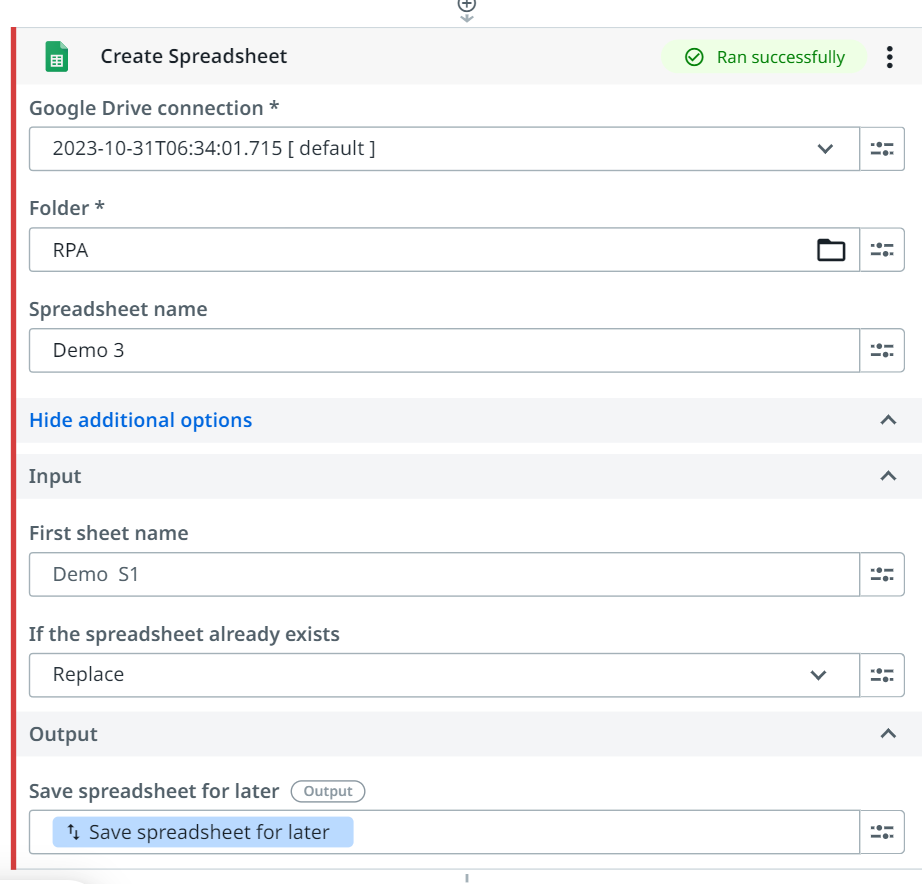 Create Spreadsheet
Ran successfully
Google Drive connection *
2023-10-31T06:34:01.715 [ default ]
Folder *
RPA
Spreadsheet name
Demo 3
Hide additional options
Input
First sheet name
Demo  S1
If the spreadsheet already exists
Replace
Output
Save spreadsheet for later Output
Save spreadsheet for later